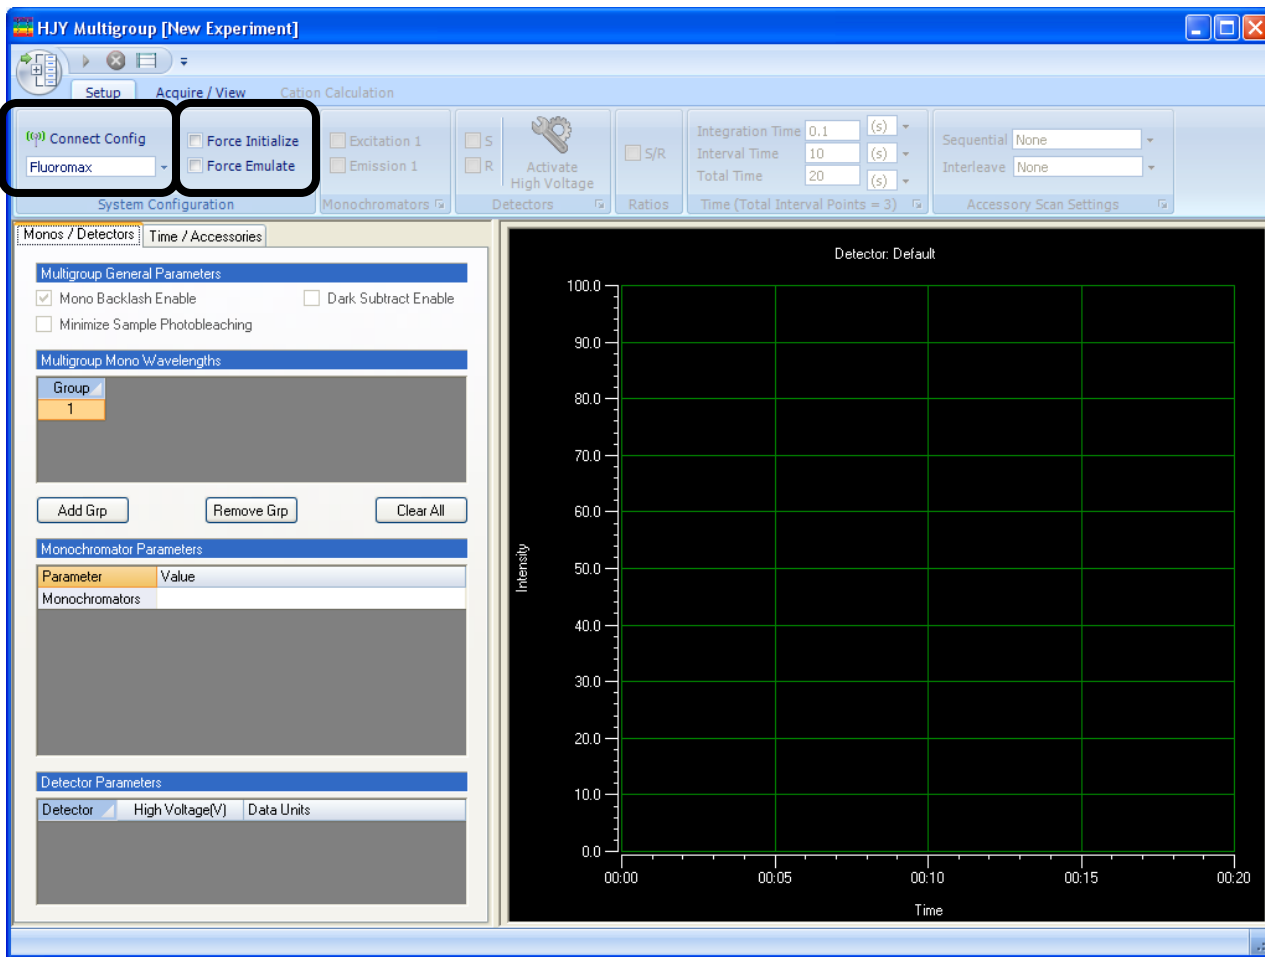 HJY Multigroup [New Experiment]
Setup Acquire / View Cation Calculation
Connect Config
Fluoromax
System Configuration
Force Initialize
Force Emulate
Excitation 1
Emission 1
Monochromators
S
R
Activate
High Voltage
Detectors
S/R
Ratios
Integration Time 0.1 (s)
Interval Time 10 (s)
Total Time 20 (s)
Time (Total Interval Points = 3)
Sequential None
Interleave None
Accessory Scan Settings
Monos / Detectors Time / Accessories
Multigroup General Parameters
Mono Backlash Enable Dark Subtract Enable
Minimize Sample Photobleaching
Multigroup Mono Wavelengths
Group
1
Add Grp Remove Grp Clear All
Monochromator Parameters
Parameter Value
Monochromators
Detector Parameters
Detector High Voltage(V) Data Units
Detector: Default
100.0
90.0
80.0
70.0
60.0
50.0
40.0
30.0
20.0
10.0
0.0
Intensity
00:00 00:05 00:10 00:15 00:20
Time